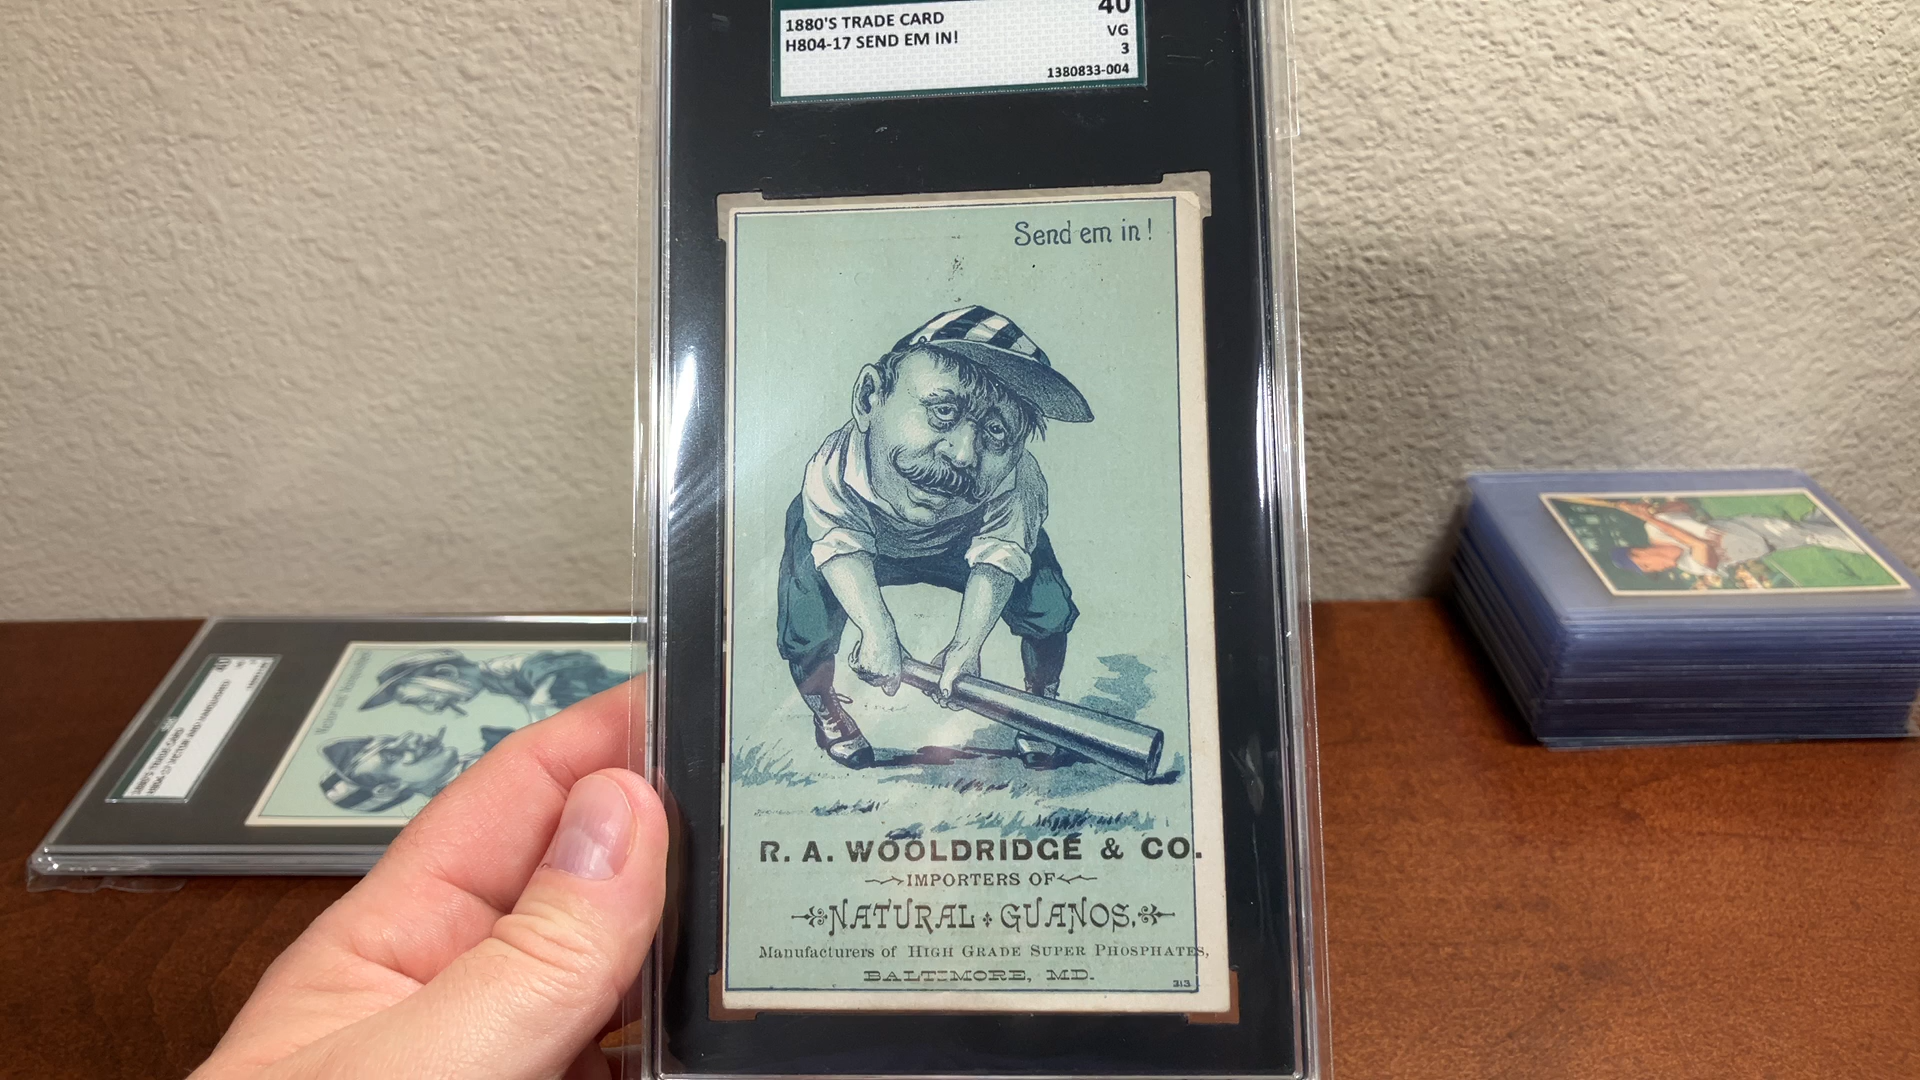 1880'S TRADE CARD
H804-17 SEND EM IN!
40
VG
3
1380833-004
Send em in!
R. A. WOOLDRIDGE & CO.
IMPORTERS OF
NATURAL GUANOS.
Manufacturers of HIGH GRADE SUPER PHOSPHATES,
BALTIMORE, MD.
313